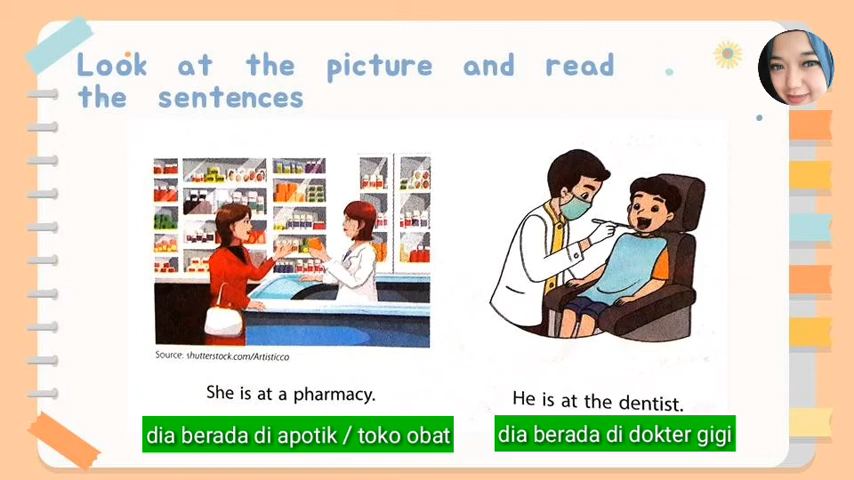 Look at the picture and read
the sentences
Source: shutterstock.com/Artisticco
She is at a pharmacy.
He is at the dentist.
dia berada di apotik / toko obat
dia berada di dokter gigi